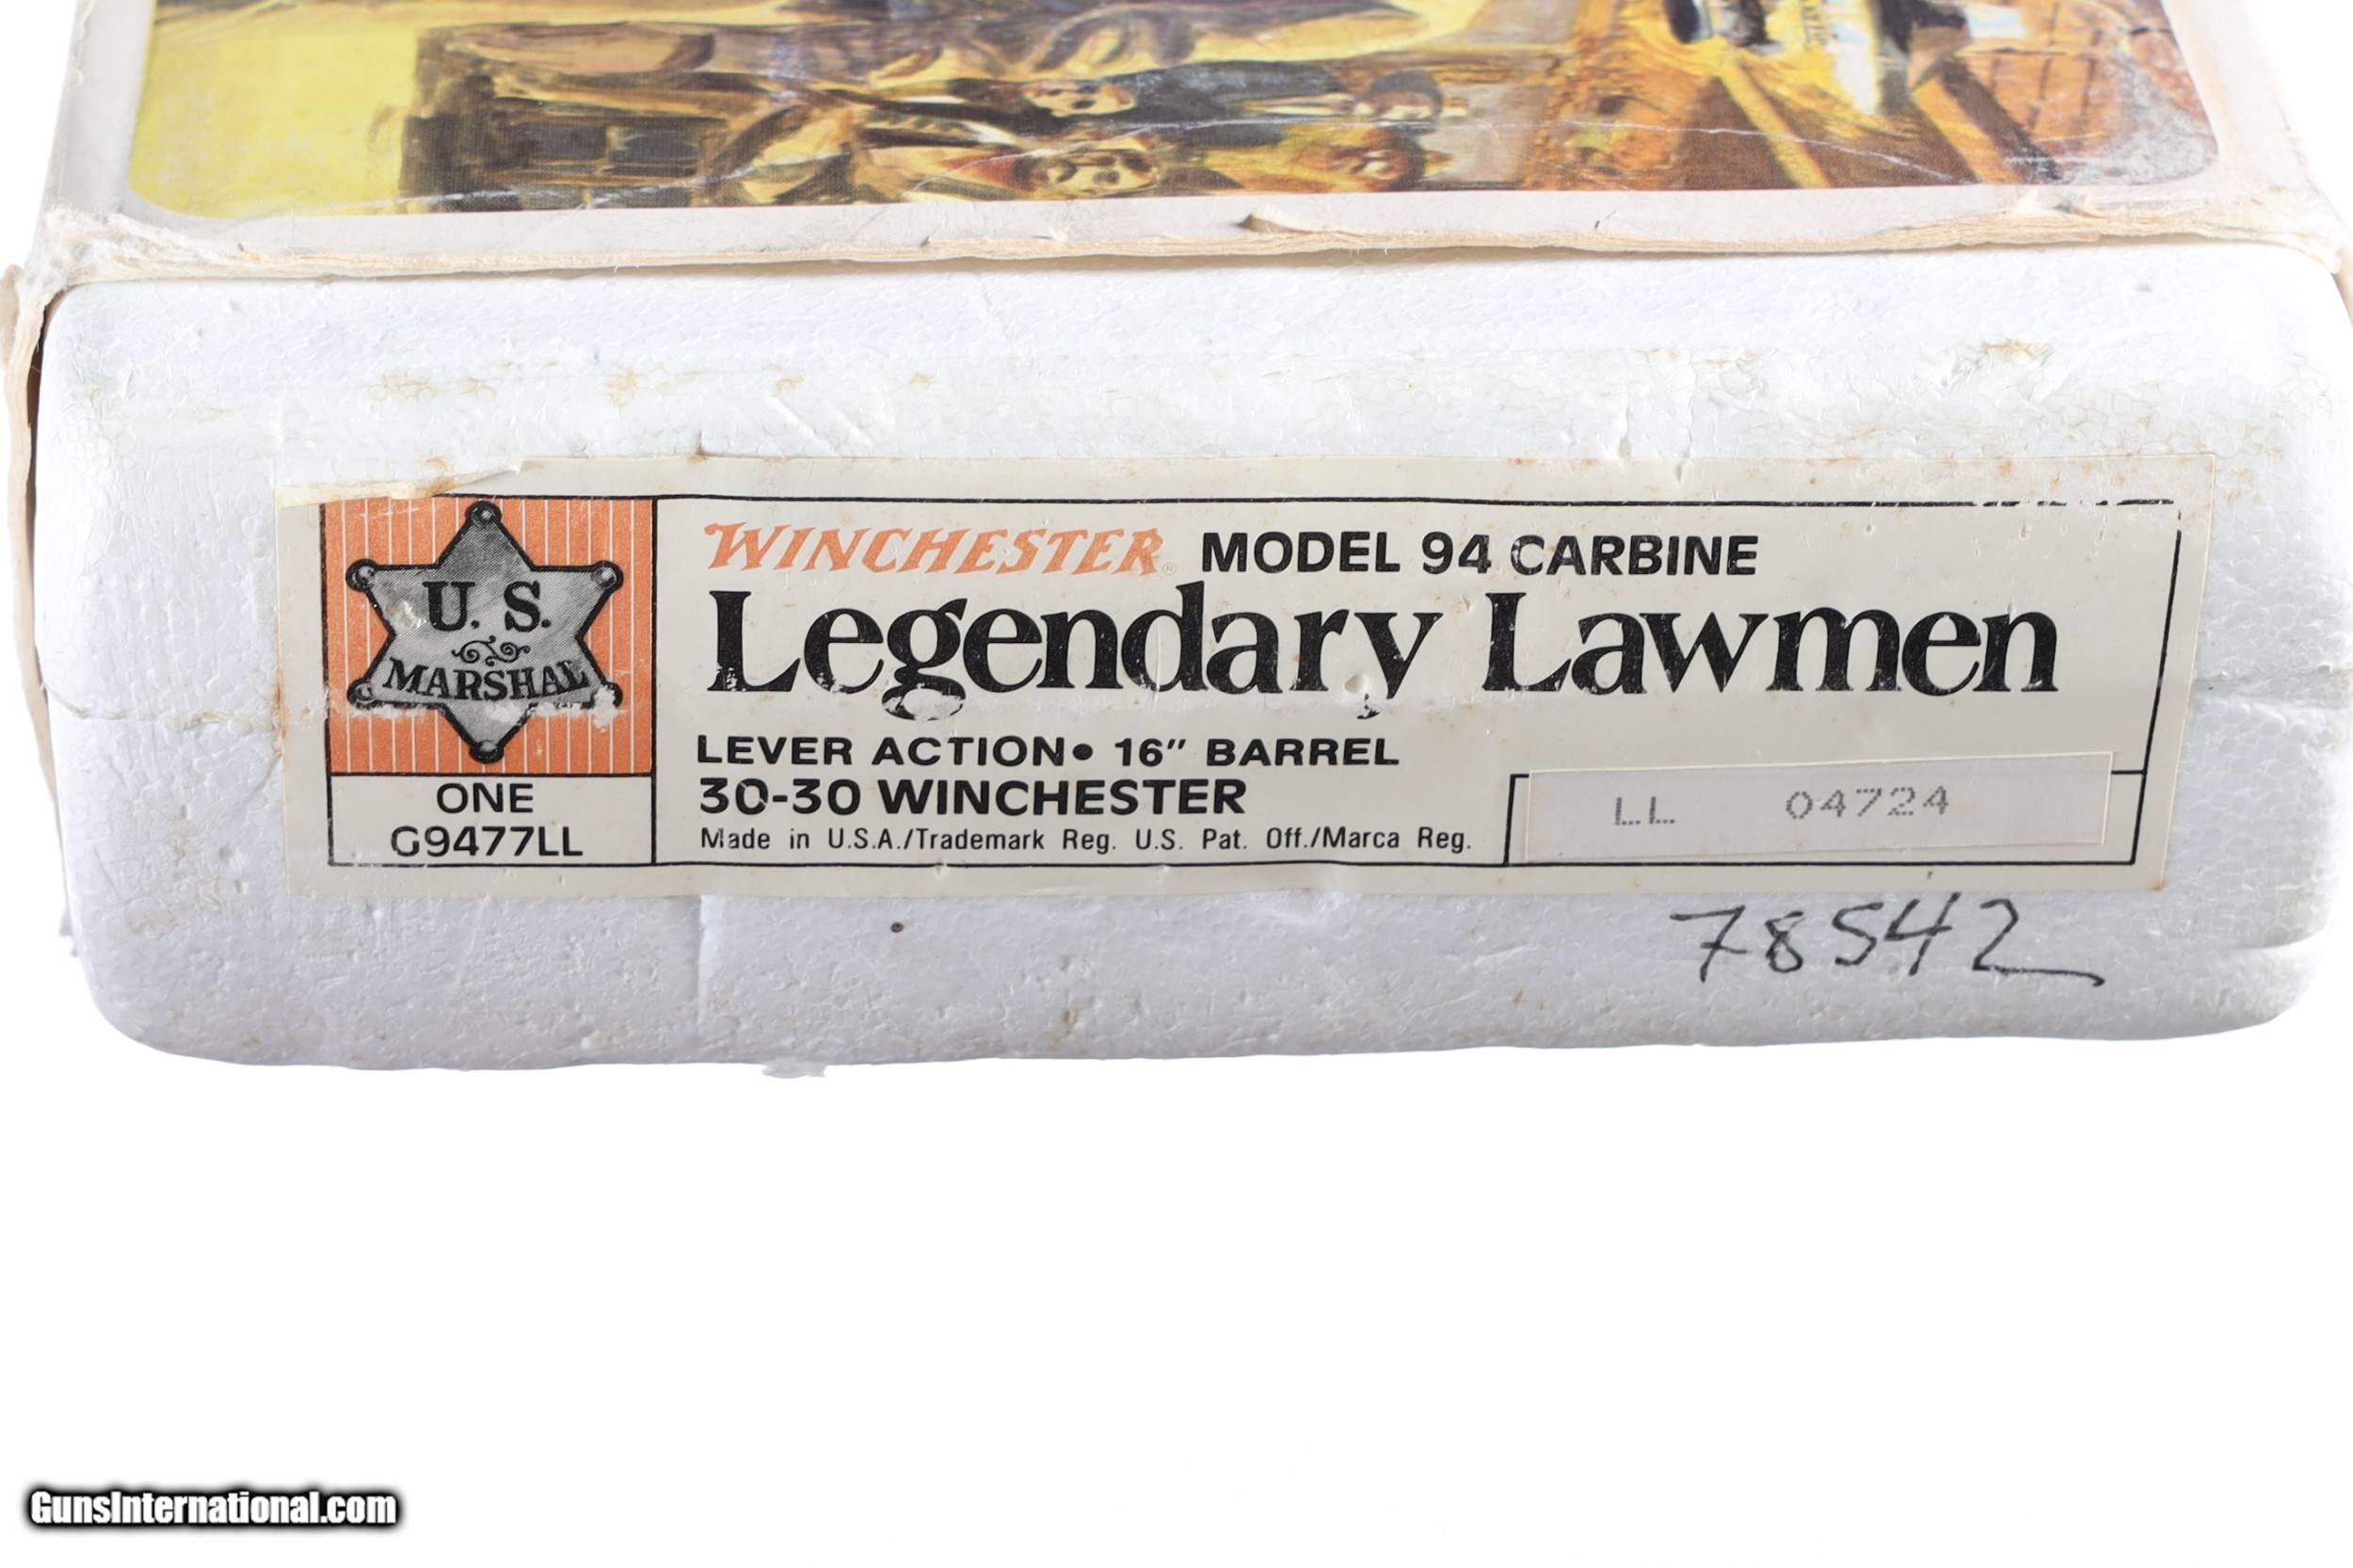 U. S.
MARSHAL
ONE
G9477LL
WINCHESTER® MODEL 94 CARBINE
Legendary Lawmen
LEVER ACTION• 16″ BARREL
30-30 WINCHESTER
Made in U.S.A./Trademark Reg. U.S. Pat. Off./Marca Reg.
LL 04724
78542
GunsInternational.com